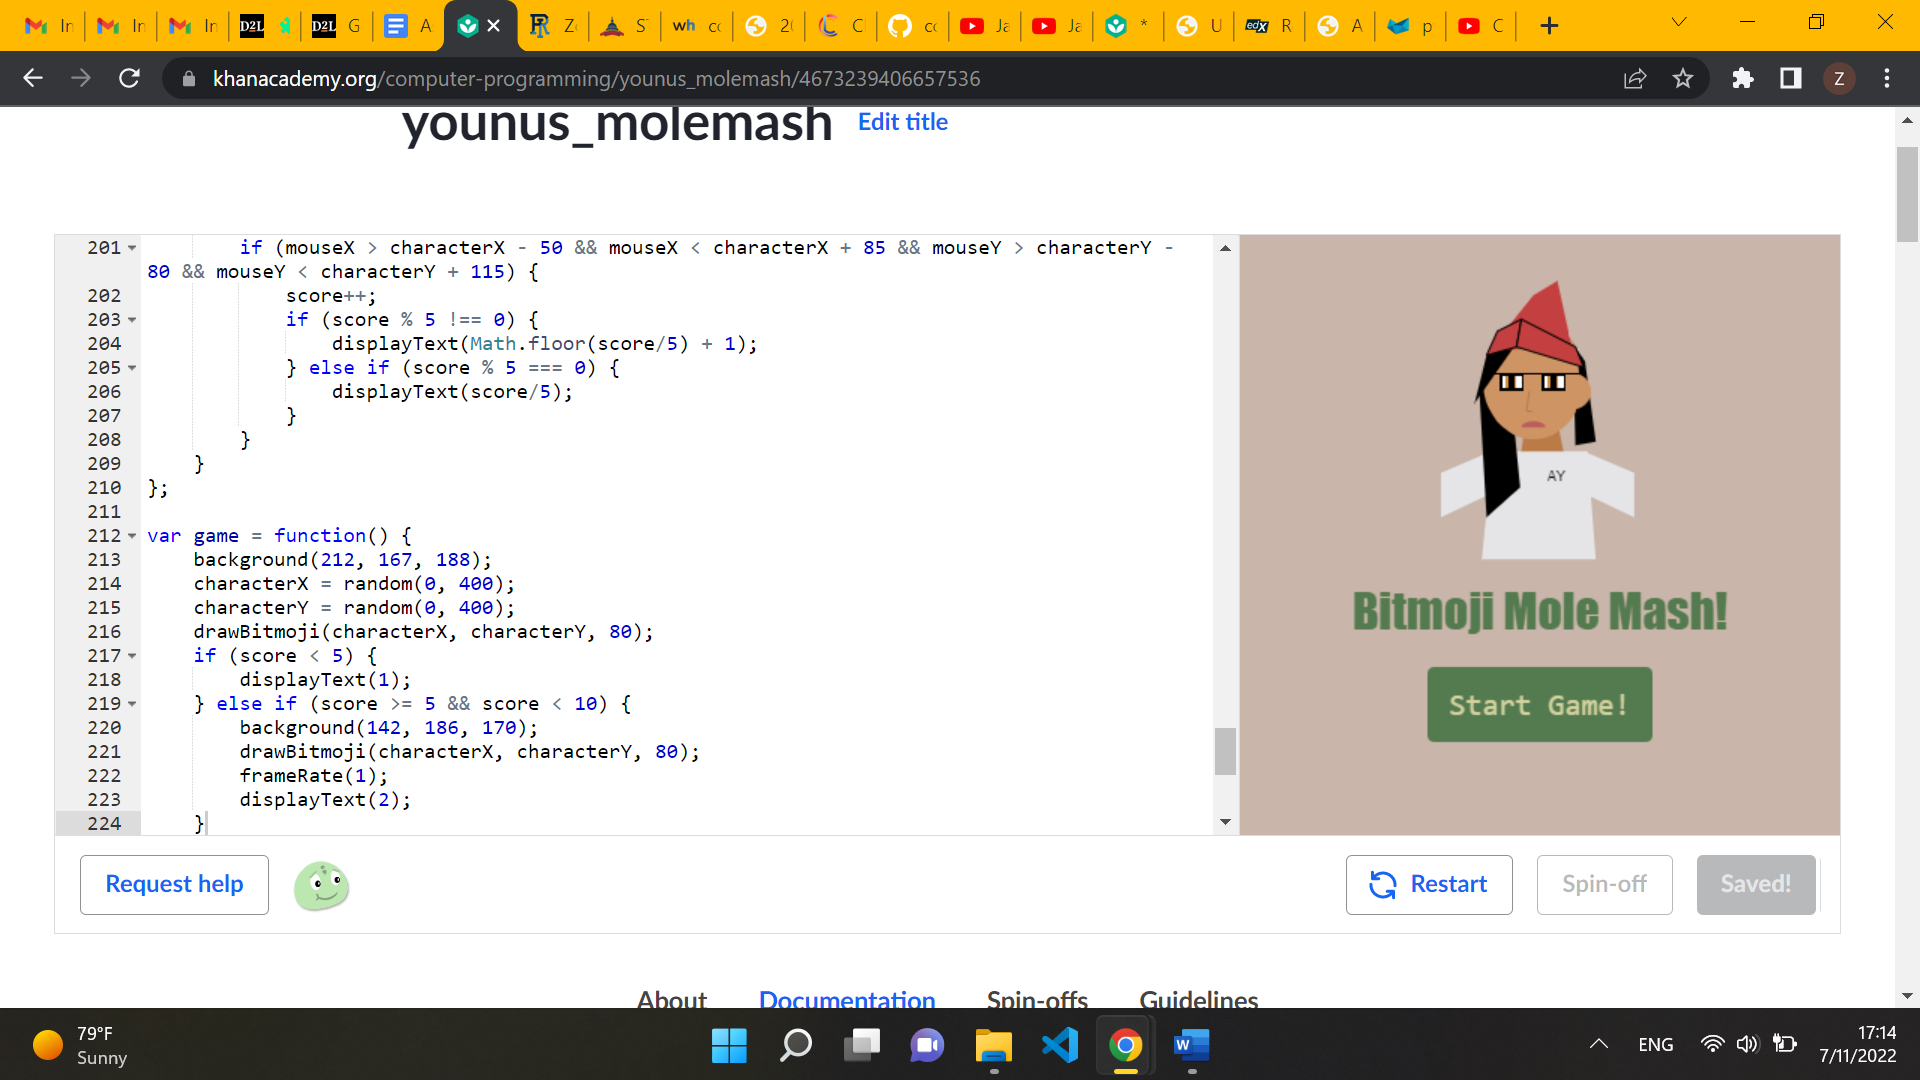 In
In
In
D2L
D2L G
A
Z
S
wh co
20
C
co
Ja
Ja
*
U
edX R
A
p
C
khanacademy.org/computer-programming/younus_molemash/4673239406657536
Z
younus_molemash Edit title
201 if (mouseX > characterX - 50 && mouseX < characterX + 85 && mouseY > characterY -
80 && mouseY < characterY + 115) {
202 score++;
203 if (score % 5 !== 0) {
204 displayText(Math.floor(score/5) + 1);
205 } else if (score % 5 === 0) {
206 displayText(score/5);
207 }
208 }
209 }
210 };
211
212 var game = function() {
213 background(212, 167, 188);
214 characterX = random(0, 400);
215 characterY = random(0, 400);
216 drawBitmoji(characterX, characterY, 80);
217 if (score < 5) {
218 displayText(1);
219 } else if (score >= 5 && score < 10) {
220 background(142, 186, 170);
221 drawBitmoji(characterX, characterY, 80);
222 frameRate(1);
223 displayText(2);
224 }
AY
Bitmoji Mole Mash!
Start Game!
Request help
Restart
Spin-off
Saved!
About Documentation Spin-offs Guidelines
79°F
Sunny
W
ENG
17:14
7/11/2022